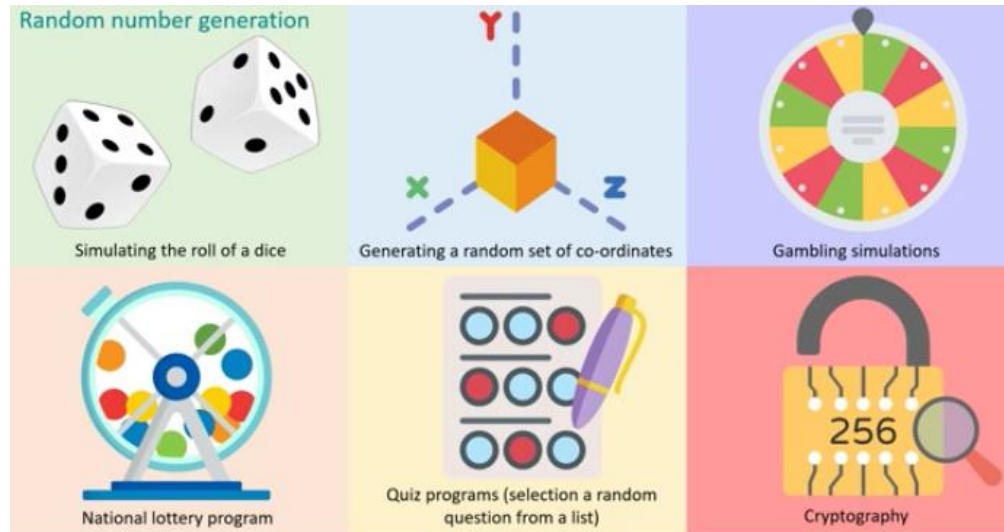 Random number generation
Y
X
Z
Simulating the roll of a dice
Generating a random set of co-ordinates
Gambling simulations
National lottery program
Quiz programs (selection a random
question from a list)
256
Cryptography